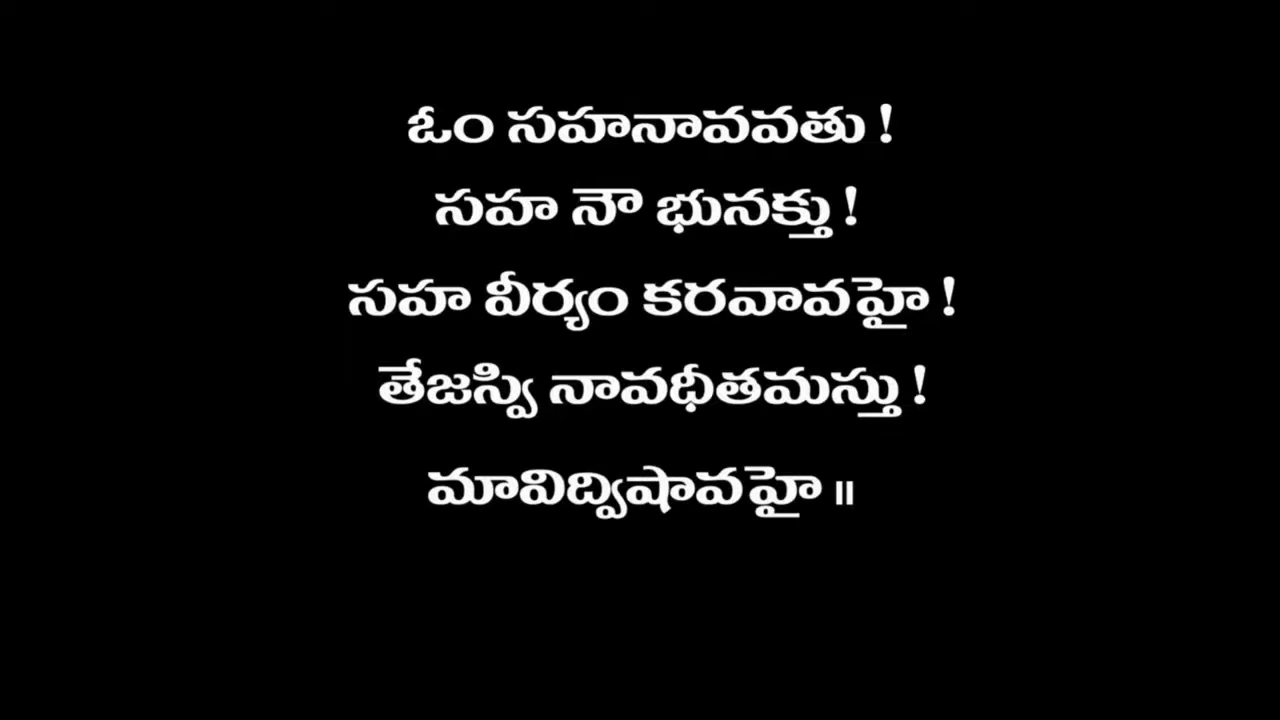 ఓం సహనావవతు !
సహ నౌ భునక్తు !
సహ వీర్యం కరవావహై !
తేజస్వి నావధీతమస్తు !
మావిద్విషావహై ॥